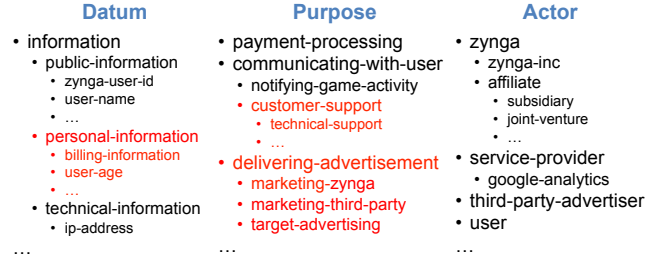 Datum
• information
• public-information
• zynga-user-id
• user-name
• …
• personal-information
• billing-information
• user-age
• …
• technical-information
• ip-address
…
Purpose
• payment-processing
• communicating-with-user
• notifying-game-activity
• customer-support
• technical-support
• …
• delivering-advertisement
• marketing-zynga
• marketing-third-party
• target-advertising
…
Actor
• zynga
• zynga-inc
• affiliate
• subsidiary
• joint-venture
• …
• service-provider
• google-analytics
• third-party-advertiser
• user
…